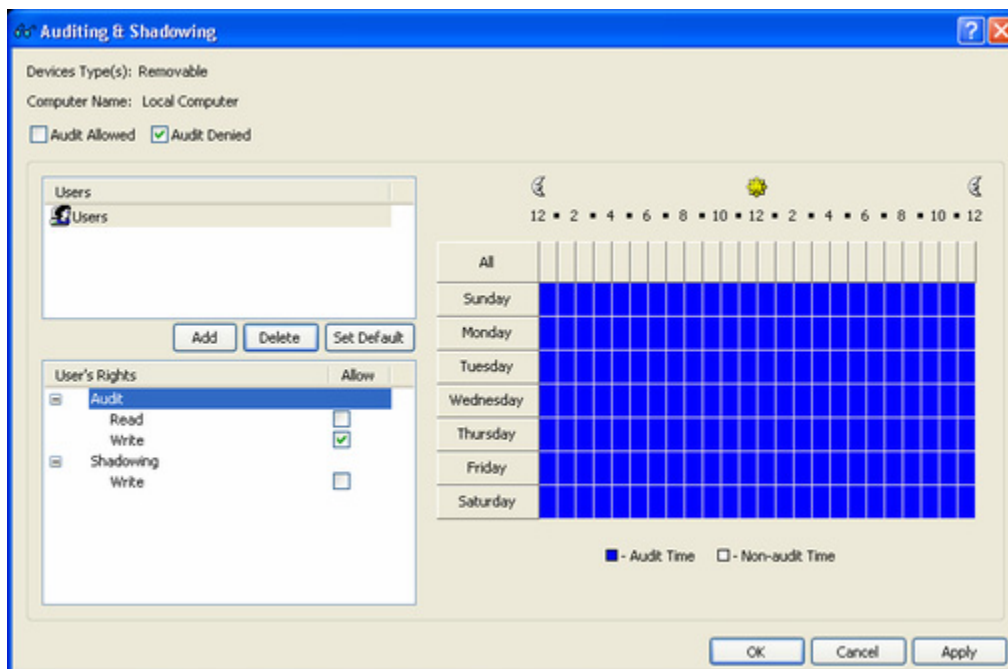 Auditing & Shadowing
Devices Type(s): Removable
Computer Name: Local Computer
Audit Allowed Audit Denied
Users
Users
Add Delete Set Default
User's Rights Allow
Audit
Read
Write
Shadowing
Write
12 • 2 • 4 • 6 • 8 • 10 • 12 • 2 • 4 • 6 • 8 • 10 • 12
All
Sunday
Monday
Tuesday
Wednesday
Thursday
Friday
Saturday
- Audit Time - Non-audit Time
OK Cancel Apply